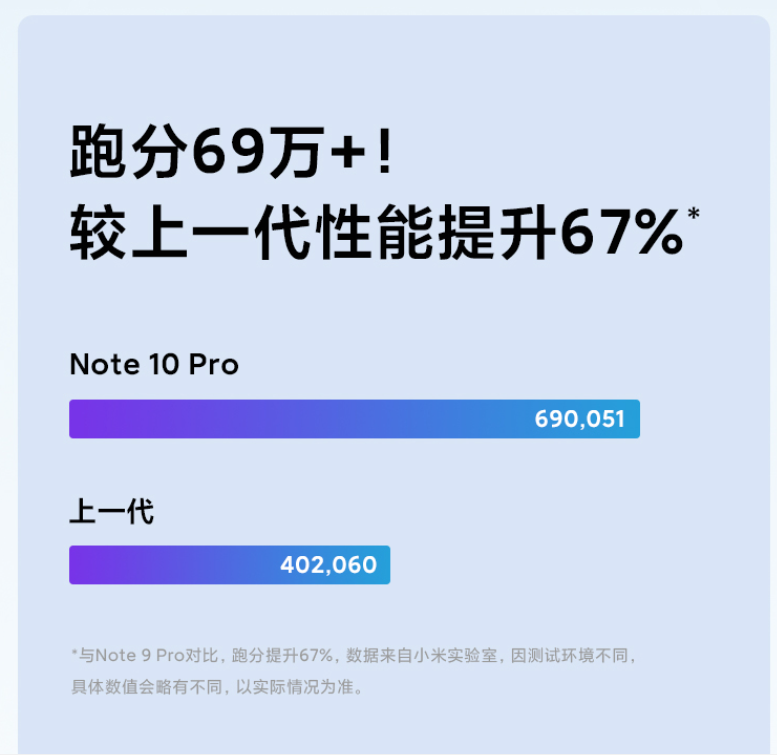 跑分69万+!
较上一代性能提升67%*
Note 10 Pro
690,051
上一代
402,060
*与Note 9 Pro对比，跑分提升67%，数据来自小米实验室，因测试环境不同，
具体数值会略有不同，以实际情况为准。